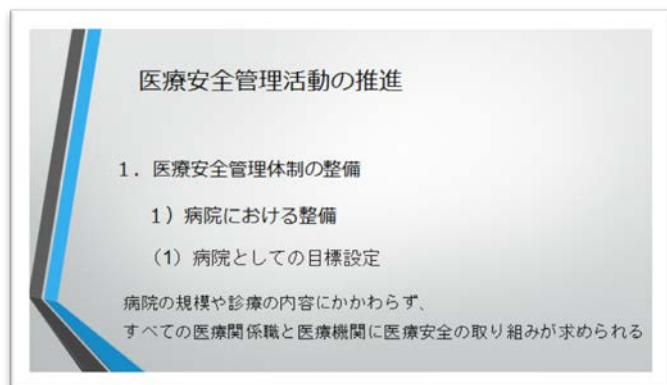 医療安全管理活動の推進
1．医療安全管理体制の整備
1）病院における整備
（1）病院としての目標設定
病院の規模や診療の内容にかかわらず、
すべての医療関係職と医療機関に医療安全の取り組みが求められる